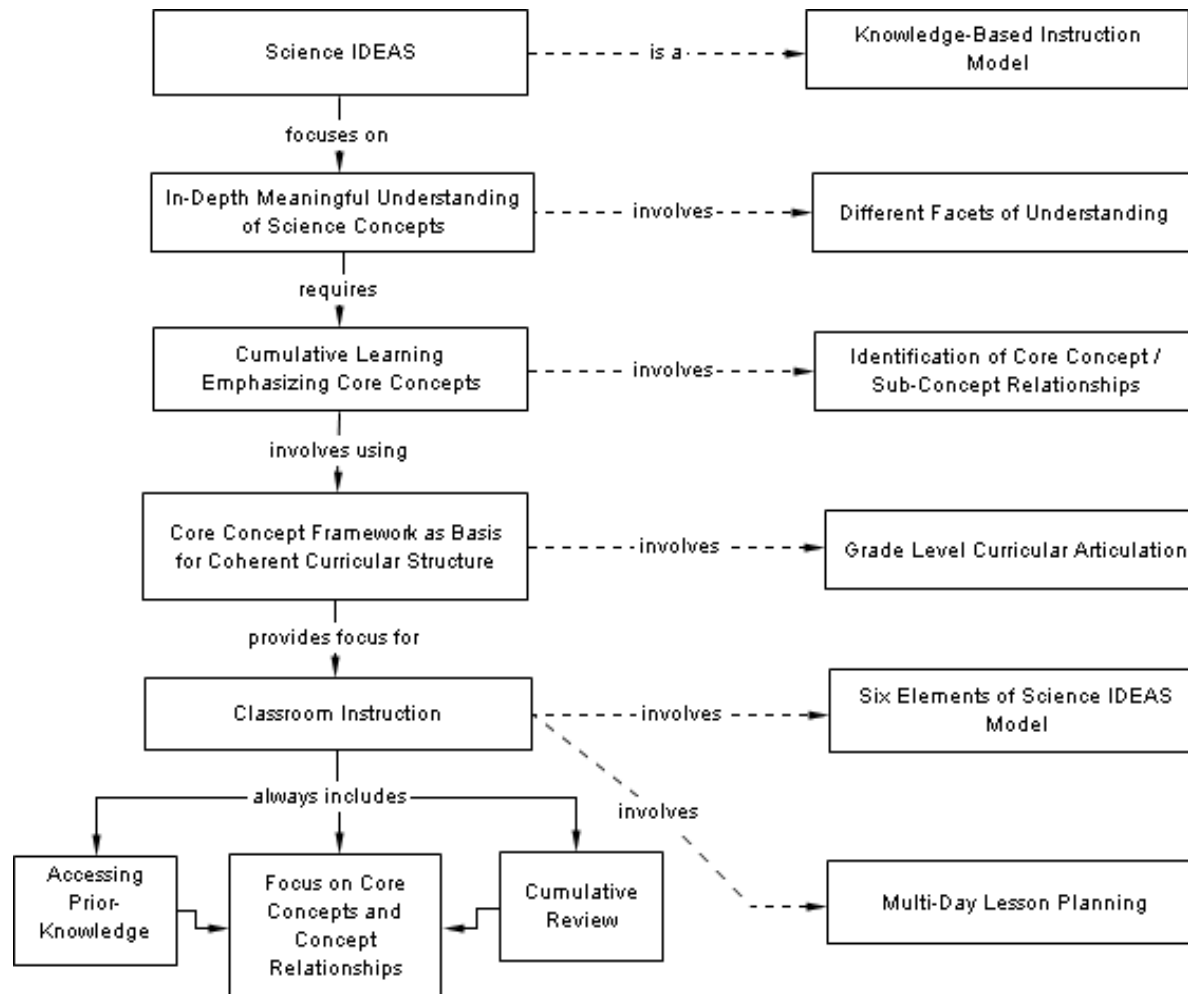 Science IDEAS
is a
Knowledge-Based Instruction
Model
focuses on
In-Depth Meaningful Understanding
of Science Concepts
involves
Different Facets of Understanding
requires
Cumulative Learning
Emphasizing Core Concepts
involves
Identification of Core Concept /
Sub-Concept Relationships
involves using
Core Concept Framework as Basis
for Coherent Curricular Structure
involves
Grade Level Curricular Articulation
provides focus for
Classroom Instruction
involves
Six Elements of Science IDEAS
Model
always includes
involves
Accessing
Prior-
Knowledge
Focus on Core
Concepts and
Concept
Relationships
Cumulative
Review
Multi-Day Lesson Planning